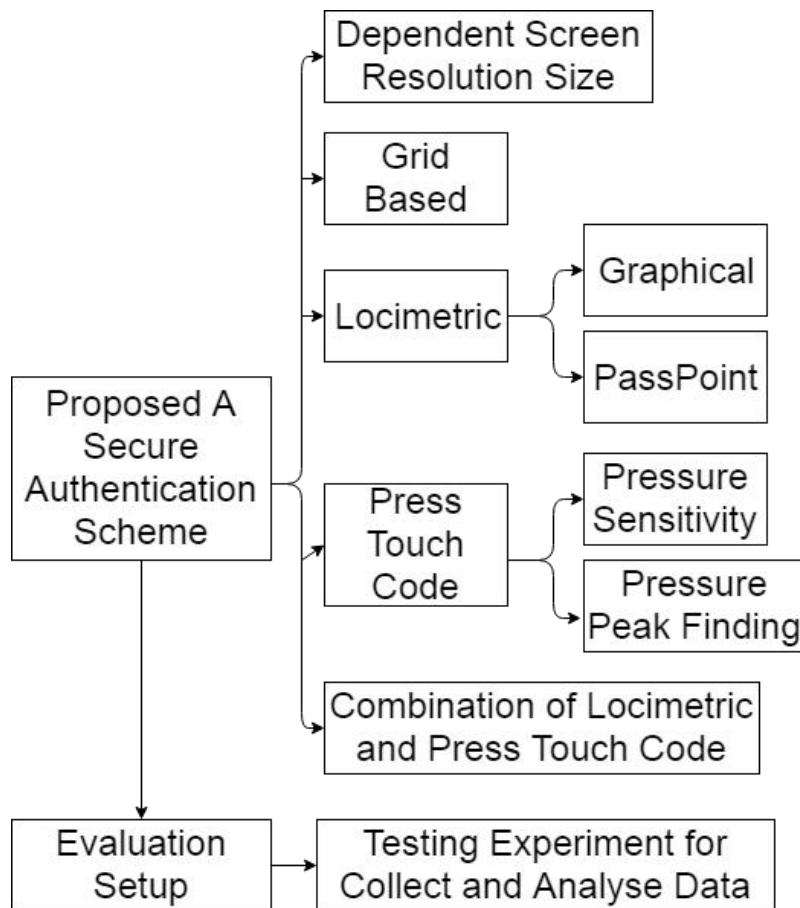 Dependent Screen
Resolution Size
Grid
Based
Locimetric
Graphical
PassPoint
Proposed A
Secure
Authentication
Scheme
Press
Touch
Code
Pressure
Sensitivity
Pressure
Peak Finding
Combination of Locimetric
and Press Touch Code
Evaluation
Setup
Testing Experiment for
Collect and Analyse Data